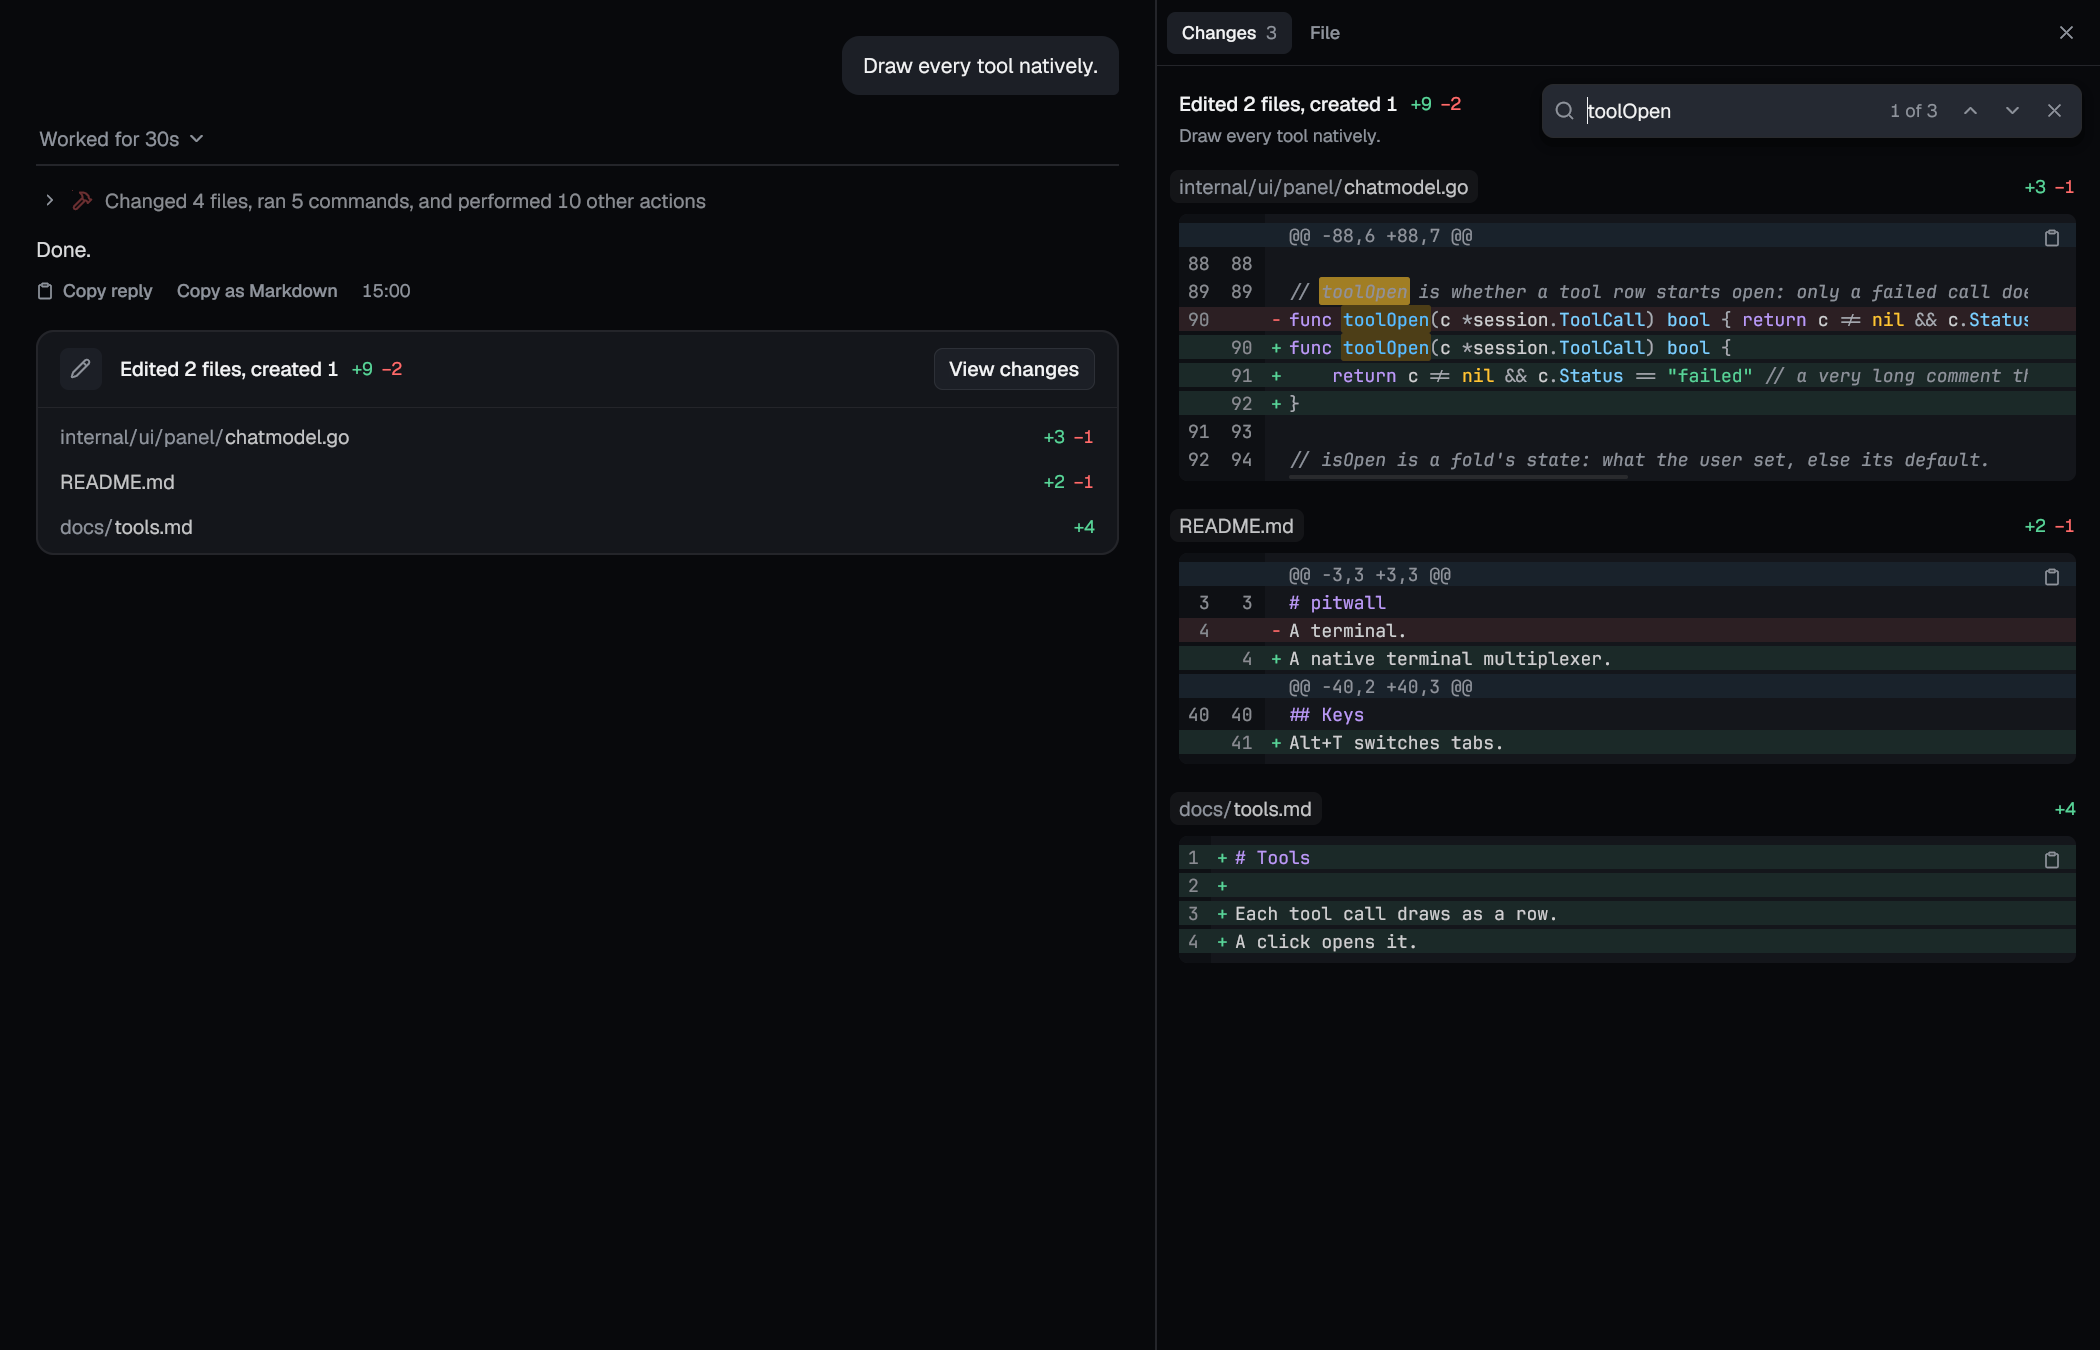 Draw every tool natively.
Worked for 30s
Changed 4 files, ran 5 commands, and performed 10 other actions
Done.
Copy reply Copy as Markdown 15:00
Edited 2 files, created 1 +9 −2 View changes
internal/ui/panel/chatmodel.go +3 −1
README.md +2 −1
docs/tools.md +4
Changes 3 File
Edited 2 files, created 1 +9 −2
Draw every tool natively.
toolOpen 1 of 3
internal/ui/panel/chatmodel.go +3 −1
@@ -88,6 +88,7 @@
88 88
89 89 // toolOpen is whether a tool row starts open: only a failed call
90 - func toolOpen(c *session.ToolCall) bool { return c != nil && c.Status
90 + func toolOpen(c *session.ToolCall) bool {
91 + return c != nil && c.Status == "failed" // a very long comment
92 + }
91 93
92 94 // isOpen is a fold's state: what the user set, else its default.
README.md +2 −1
@@ -3,3 +3,3 @@
3 3 # pitwall
4 - A terminal.
4 + A native terminal multiplexer.
@@ -40,2 +40,3 @@
40 40 ## Keys
41 + Alt+T switches tabs.
docs/tools.md +4
1 + # Tools
2 +
3 + Each tool call draws as a row.
4 + A click opens it.